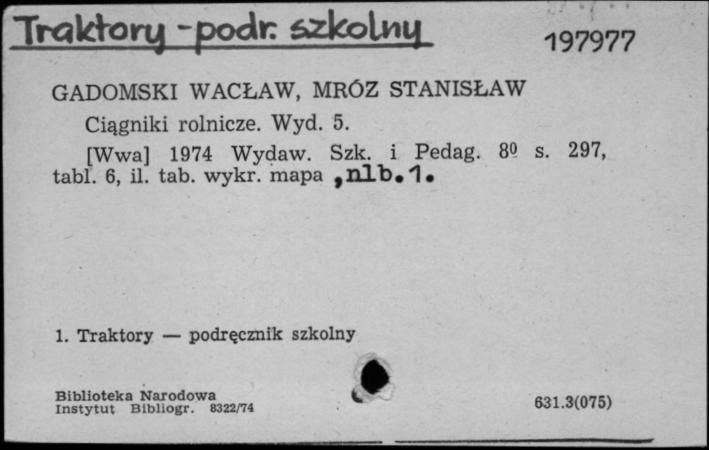 Traktory - podr. szkolny
197977
GADOMSKI WACŁAW, MRÓZ STANISŁAW
Ciągniki rolnicze. Wyd. 5.
[Wwa] 1974 Wydaw. Szk. i Pedag. 8º s. 297,
tabl. 6, il. tab. wykr. mapa ,nlb.1.
1. Traktory — podręcznik szkolny
Biblioteka Narodowa
Instytut Bibliogr. 8322/74
631.3(075)